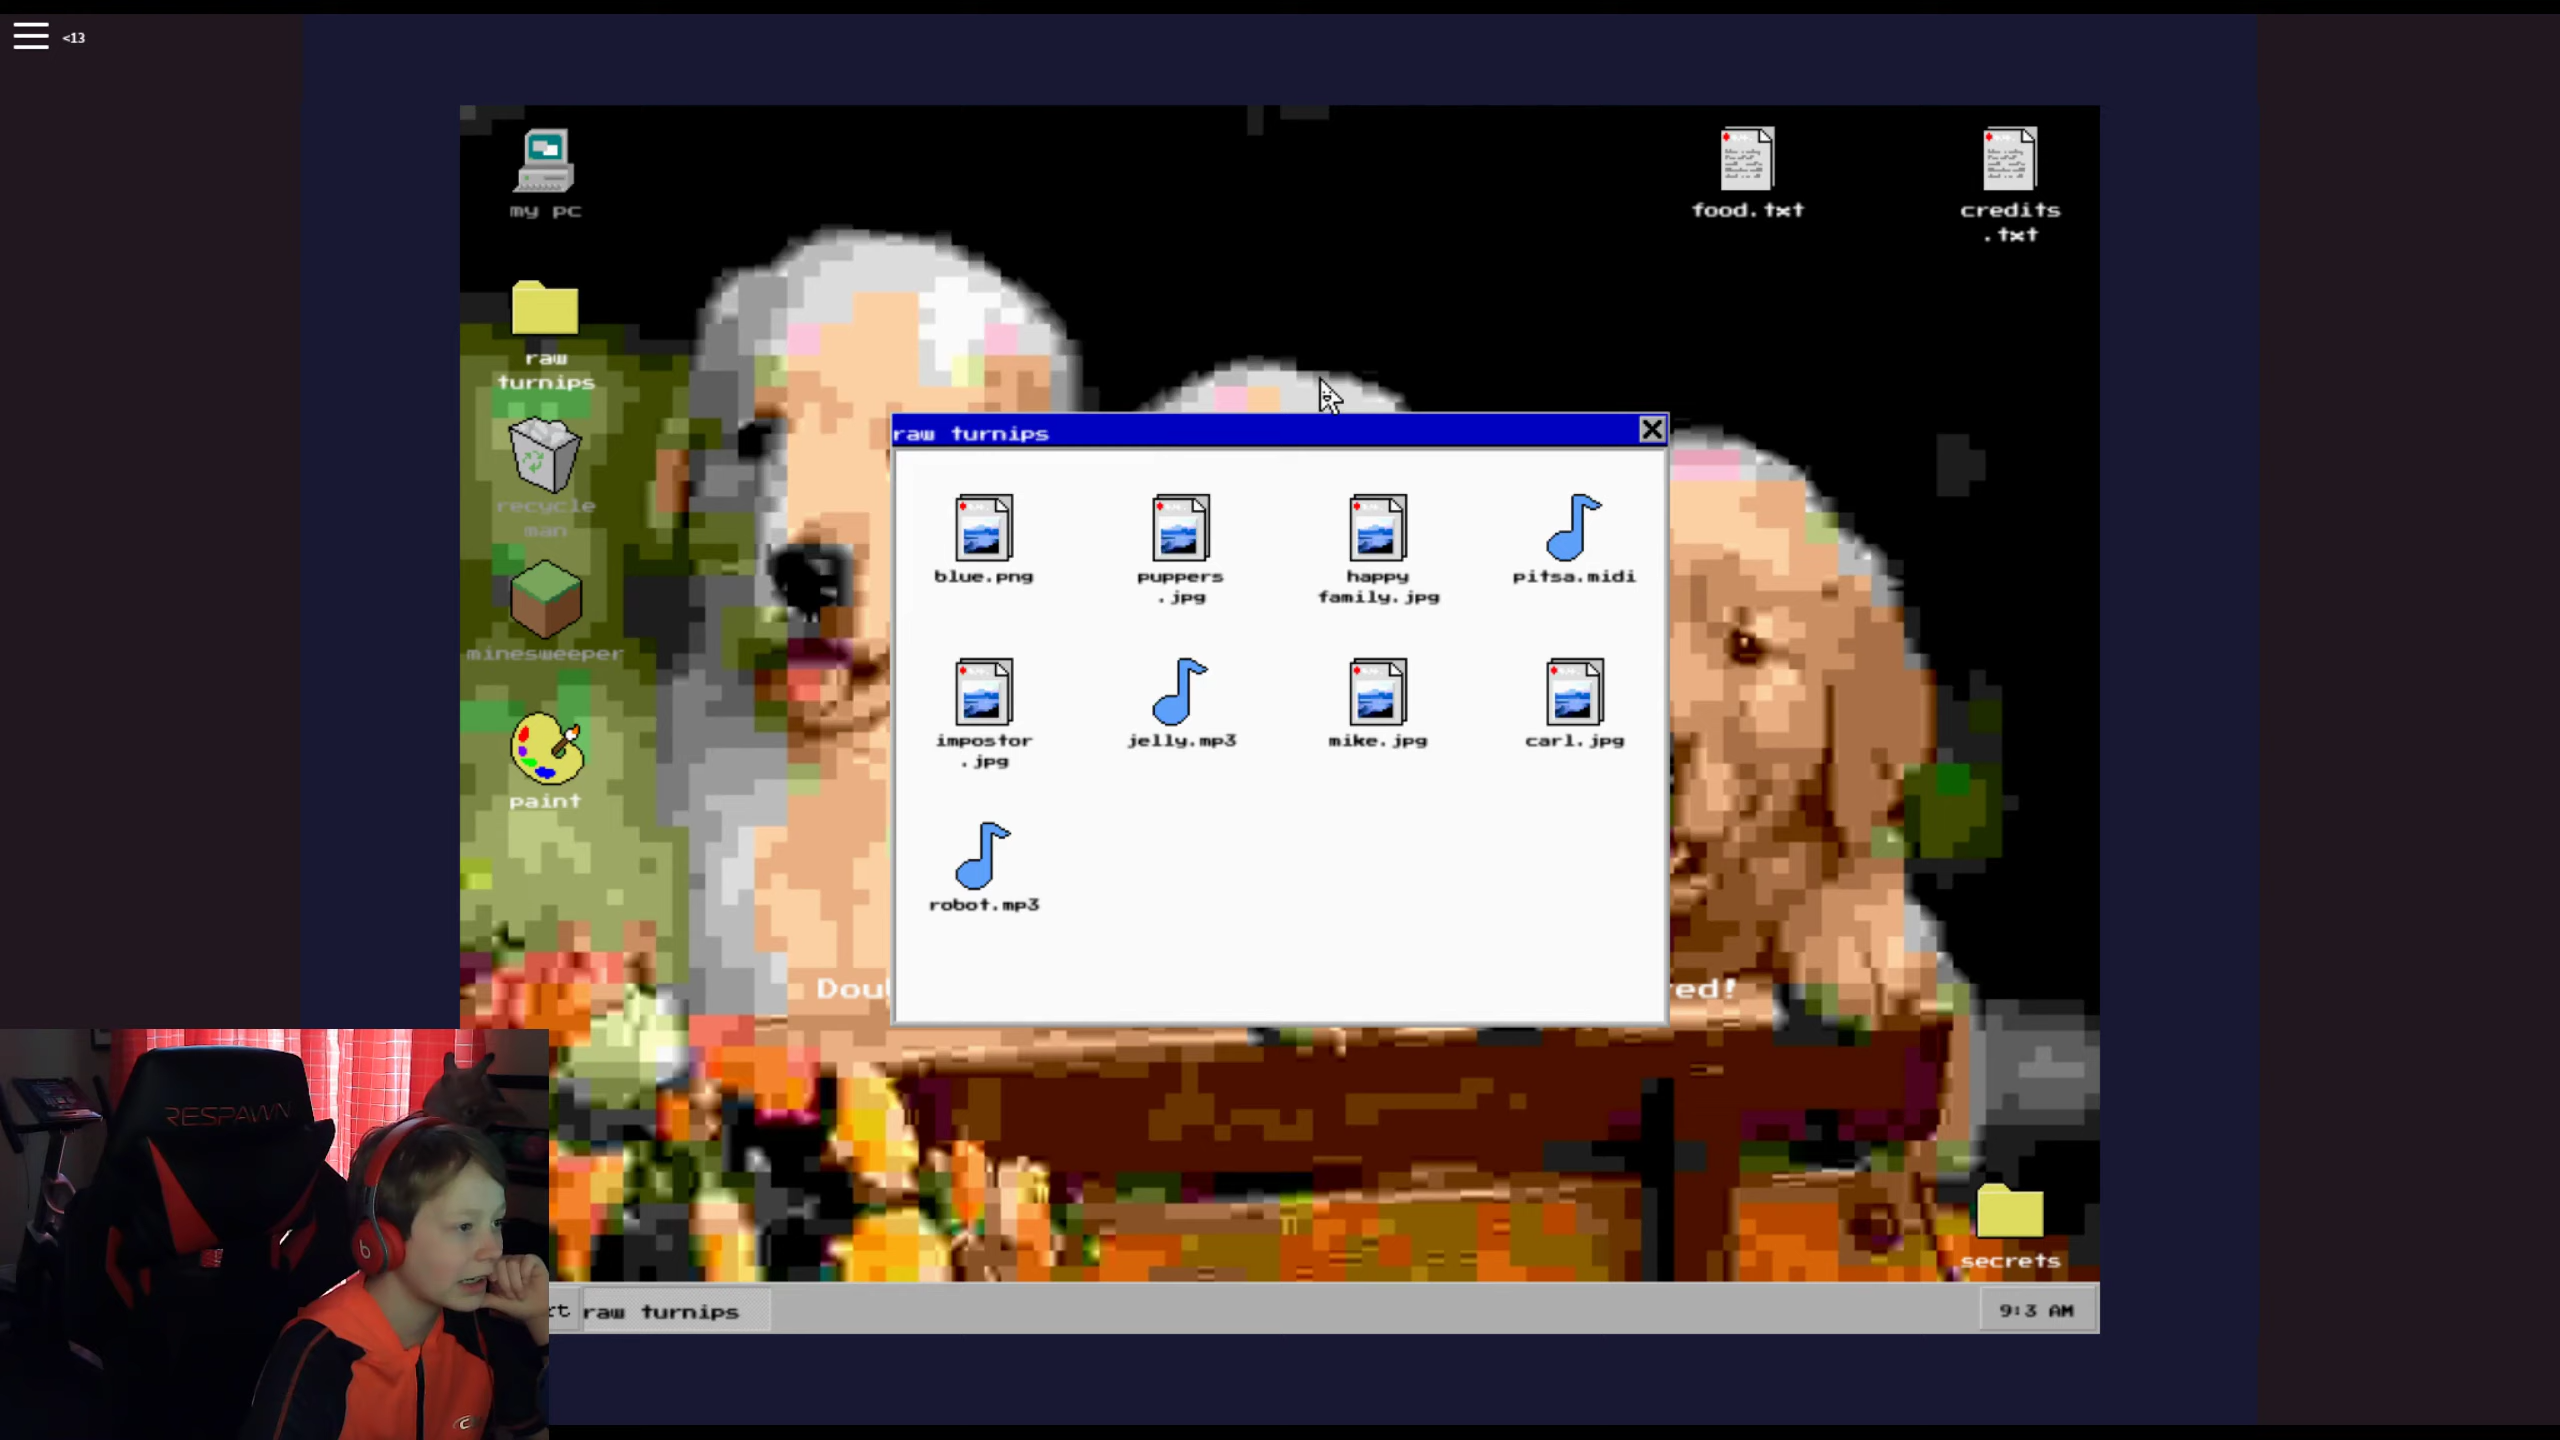 <13
my pc
food.txt
credits
.txt
raw
turnips
raw turnips
recycle
man
blue.png
puppers
.jpg
happy
family.jpg
pitsa.midi
minesweeper
impostor
.jpg
jelly.mp3
mike.jpg
carl.jpg
paint
robot.mp3
Dou
red!
RESPAWN
b
secrets
rt
raw turnips
9:3 AM